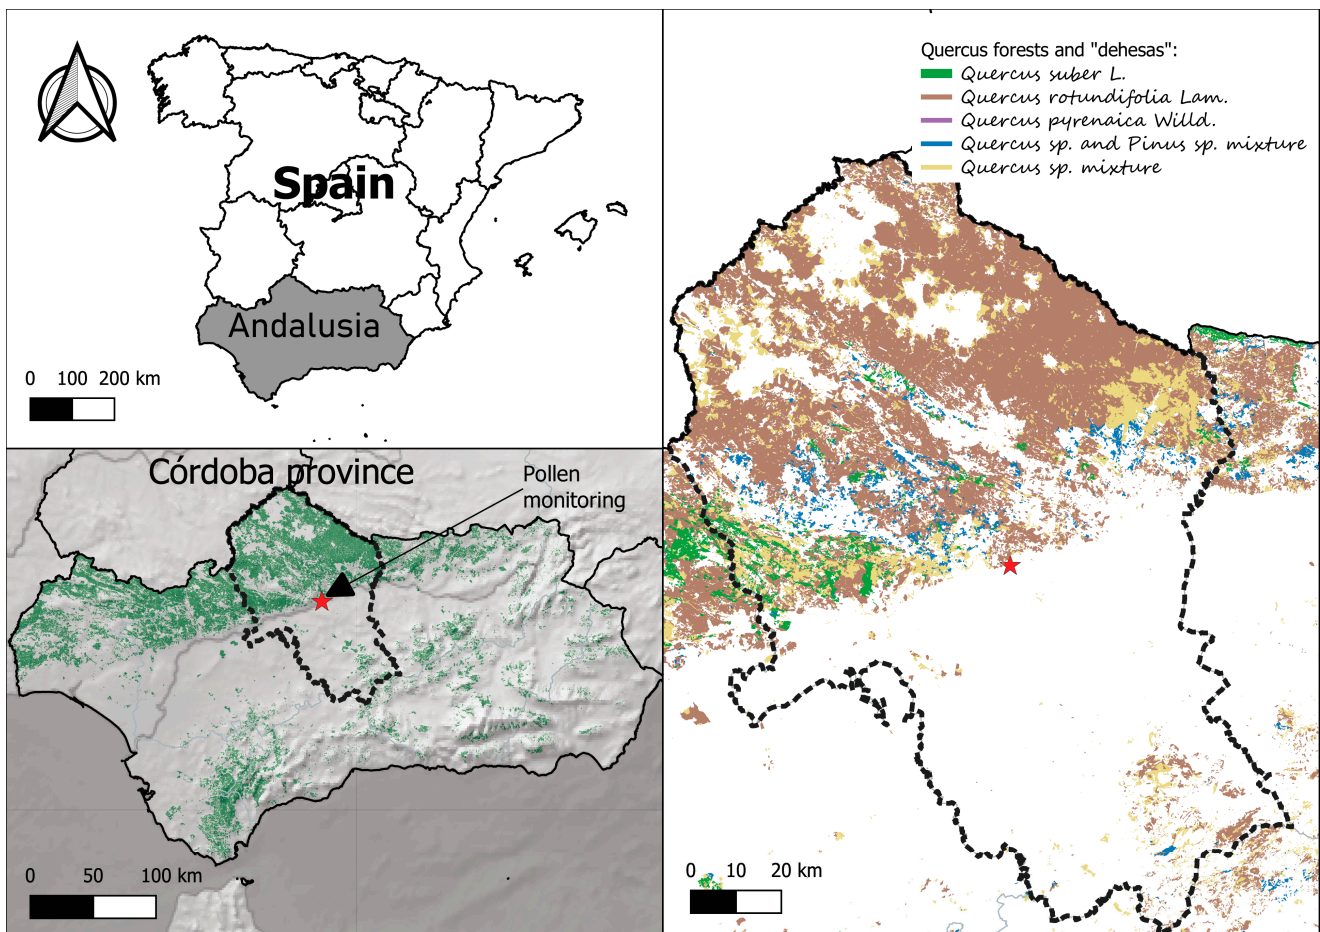 Spain
Andalusia
0 100 200 km
Córdoba province
Pollen
monitoring
0 50 100 km
Quercus forests and "dehesas":
Quercus suber L.
Quercus rotundifolia Lam.
Quercus pyrenaica Willd.
Quercus sp. and Pinus sp. mixture
Quercus sp. mixture
0 10 20 km